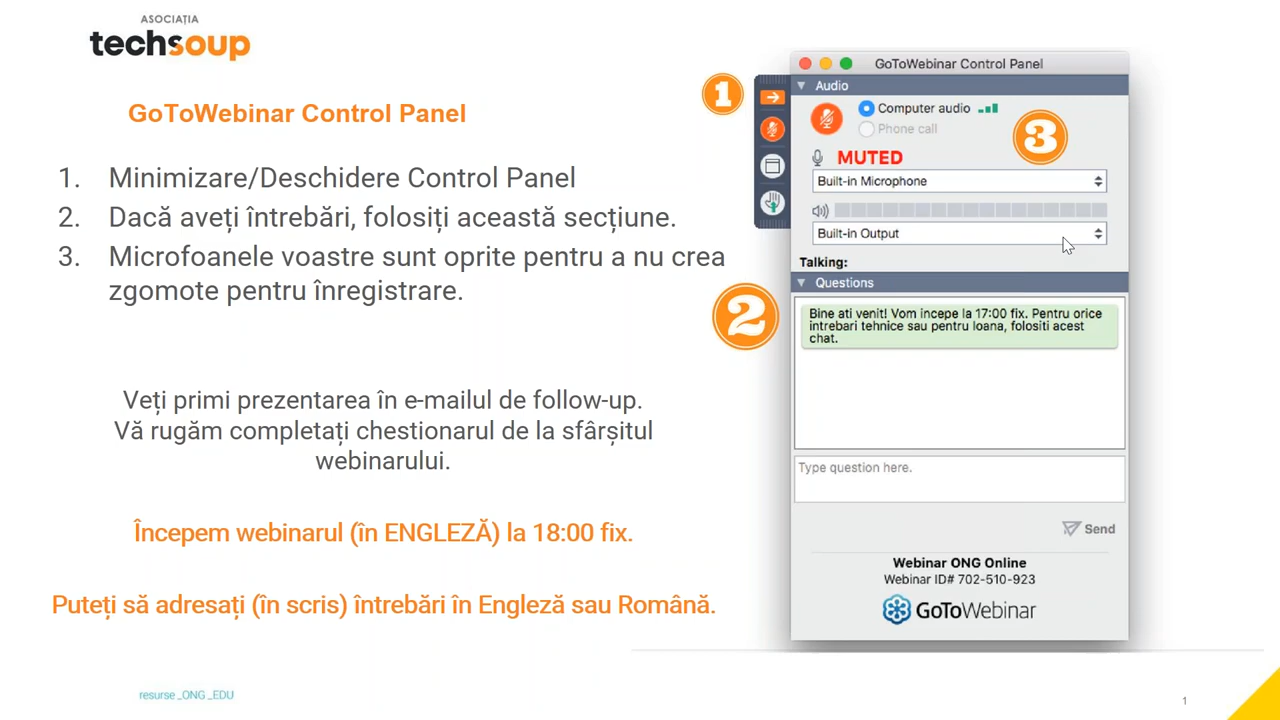 ASOCIAȚIA
techsoup
GoToWebinar Control Panel
1. Minimizare/Deschidere Control Panel
2. Dacă aveți întrebări, folosiți această secțiune.
3. Microfoanele voastre sunt oprite pentru a nu crea
zgomote pentru înregistrare.
Veți primi prezentarea în e-mailul de follow-up.
Vă rugăm completați chestionarul de la sfârșitul
webinarului.
Începem webinarul (în ENGLEZĂ) la 18:00 fix.
Puteți să adresați (în scris) întrebări în Engleză sau Română.
resurse_ONG_EDU
1
GoToWebinar Control Panel
Audio
Computer audio
Phone call
3
MUTED
Built-in Microphone
Built-in Output
Talking:
Questions
2
Bine ati venit! Vom incepe la 17:00 fix. Pentru orice
intrebari tehnice sau pentru Ioana, folositi acest
chat.
Type question here.
Send
Webinar ONG Online
Webinar ID# 702-510-923
GoToWebinar
1